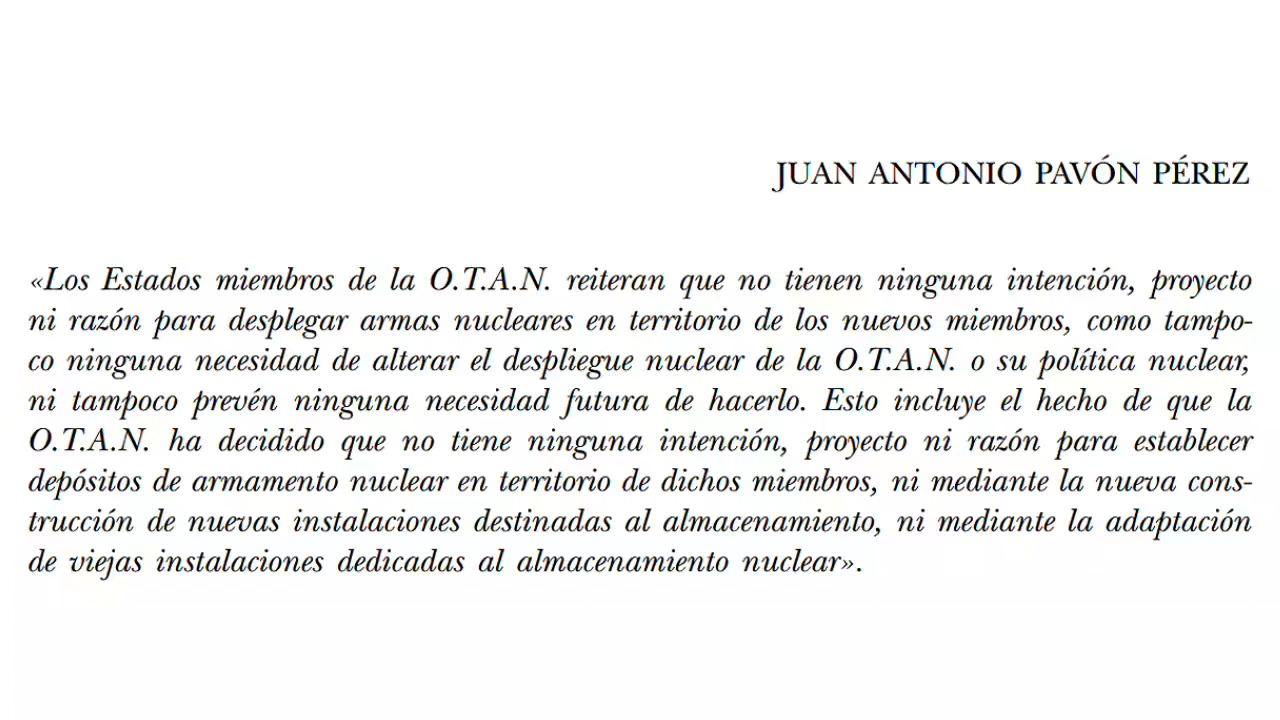 JUAN ANTONIO PAVÓN PÉREZ
«Los Estados miembros de la O.T.A.N. reiteran que no tienen ninguna intención, proyecto
ni razón para desplegar armas nucleares en territorio de los nuevos miembros, como tampo-
co ninguna necesidad de alterar el despliegue nuclear de la O.T.A.N. o su política nuclear,
ni tampoco prevén ninguna necesidad futura de hacerlo. Esto incluye el hecho de que la
O.T.A.N. ha decidido que no tiene ninguna intención, proyecto ni razón para establecer
depósitos de armamento nuclear en territorio de dichos miembros, ni mediante la nueva cons-
trucción de nuevas instalaciones destinadas al almacenamiento, ni mediante la adaptación
de viejas instalaciones dedicadas al almacenamiento nuclear».